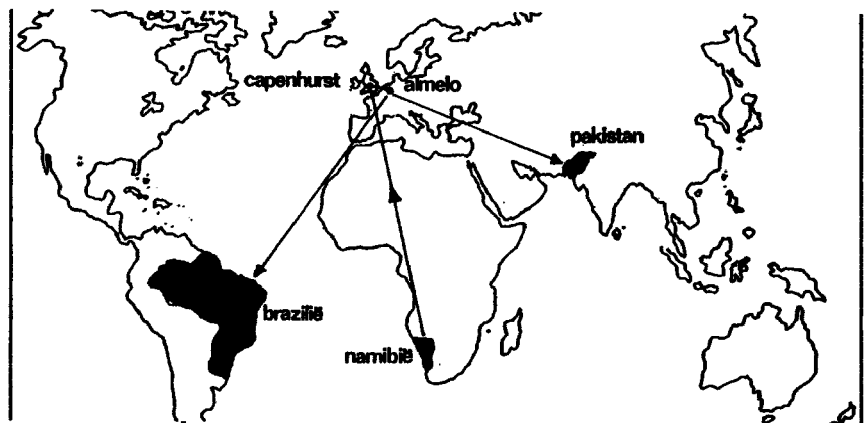 capenhurst
almelo
pakistan
brazilië
namibië